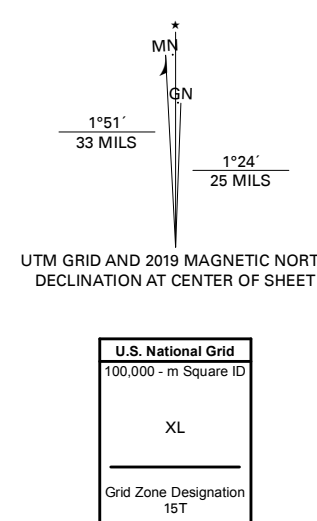 ★
MN
GN
1°51´
33 MILS
1°24´
25 MILS
UTM GRID AND 2019 MAGNETIC NORT
DECLINATION AT CENTER OF SHEET
U.S. National Grid
100,000 - m Square ID
XL
Grid Zone Designation
15T